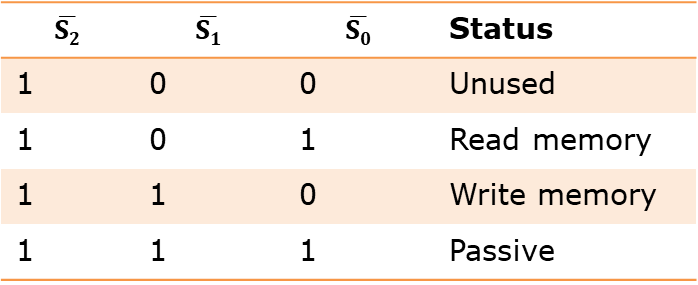 S̅₂ S̅₁ S̅₀ Status
1 0 0 Unused
1 0 1 Read memory
1 1 0 Write memory
1 1 1 Passive